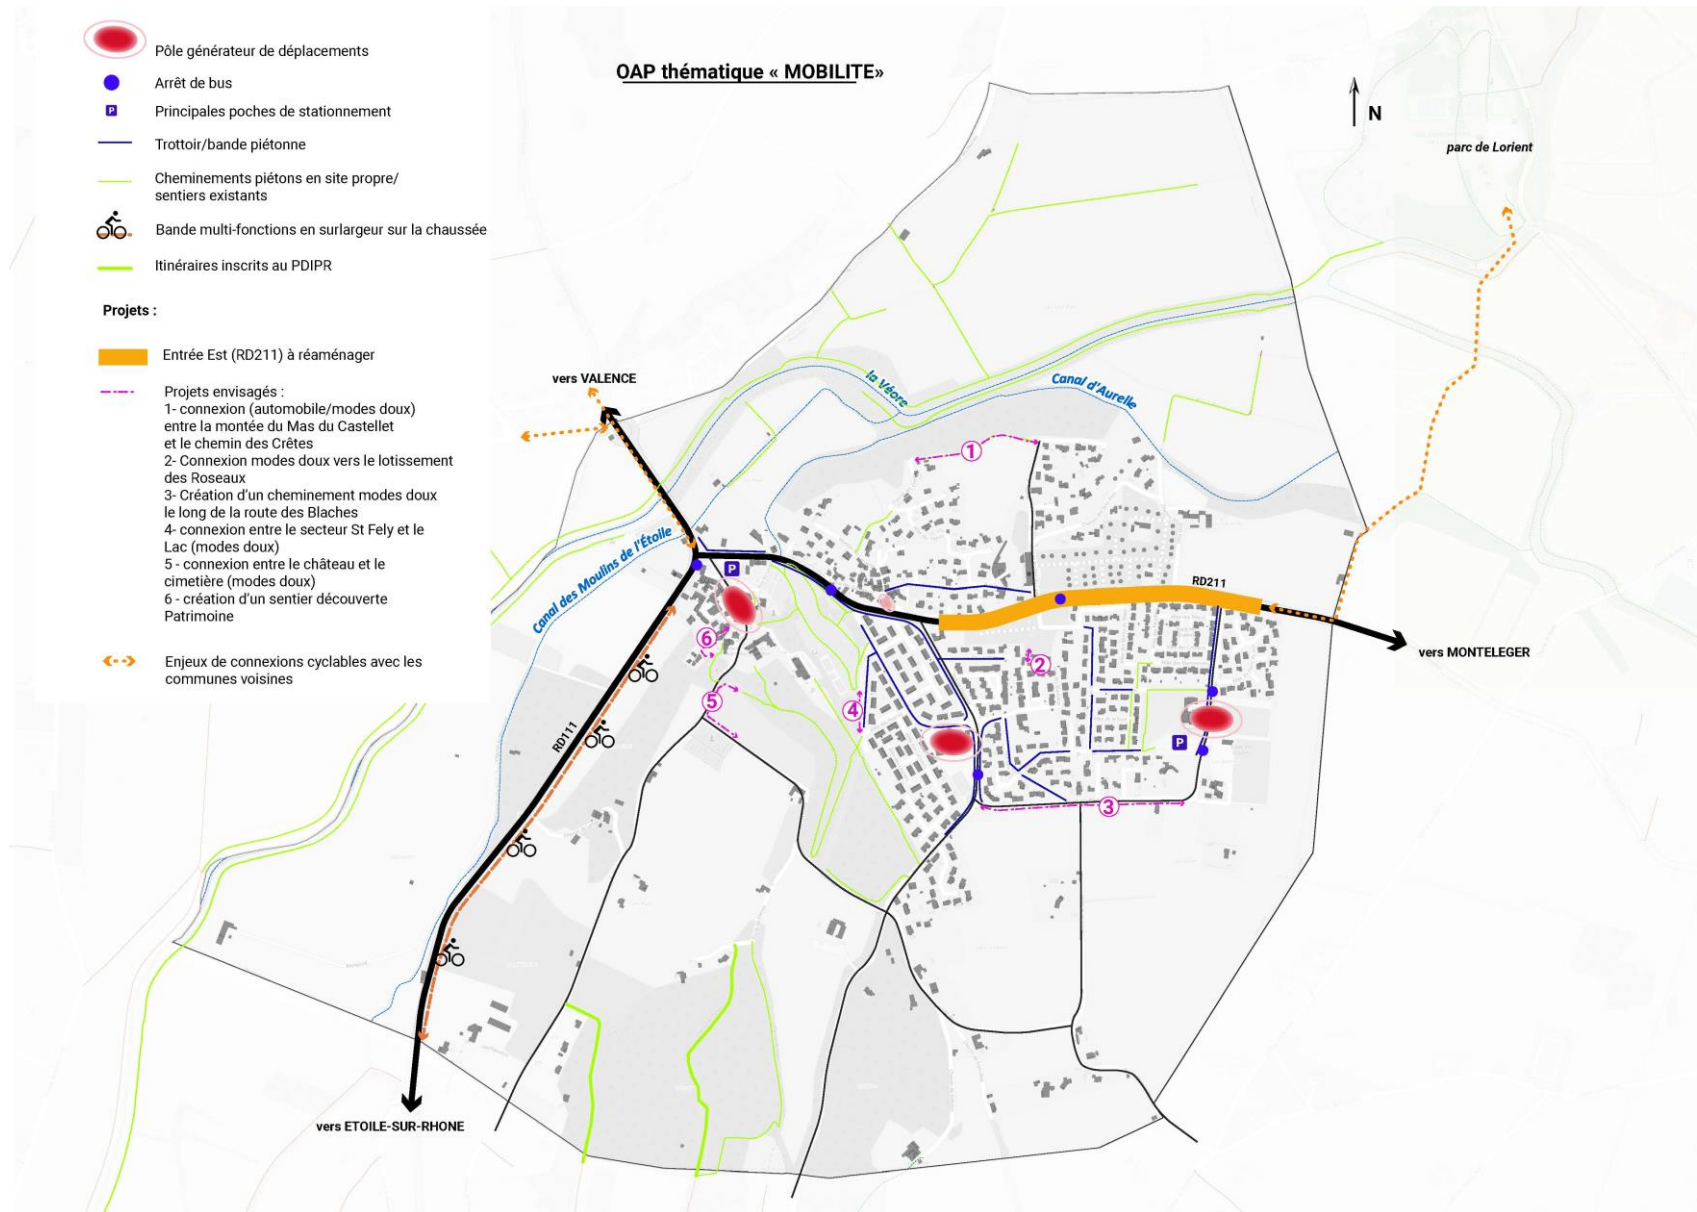 OAP thématique « MOBILITE»
Pôle générateur de déplacements
Arrêt de bus
P
Principales poches de stationnement
Trottoir/bande piétonne
Cheminements piétons en site propre/
sentiers existants
Bande multi-fonctions en surlargeur sur la chaussée
Itinéraires inscrits au PDIPR
Projets :
Entrée Est (RD211) à réaménager
Projets envisagés :
1- connexion (automobile/modes doux)
entre la montée du Mas du Castellet
et le chemin des Crêtes
2- Connexion modes doux vers le lotissement
des Roseaux
3- Création d'un cheminement modes doux
le long de la route des Blaches
4- connexion entre le secteur St Fely et le
Lac (modes doux)
5 - connexion entre le château et le
cimetière (modes doux)
6 - création d'un sentier découverte
Patrimoine
Enjeux de connexions cyclables avec les
communes voisines
N
parc de Lorient
vers VALENCE
la Véore
Canal d'Aurelle
1
Canal des Moulins de l'Étoile
P
RD211
6
2
vers MONTELEGER
5
4
RD111
P
3
vers ETOILE-SUR-RHONE